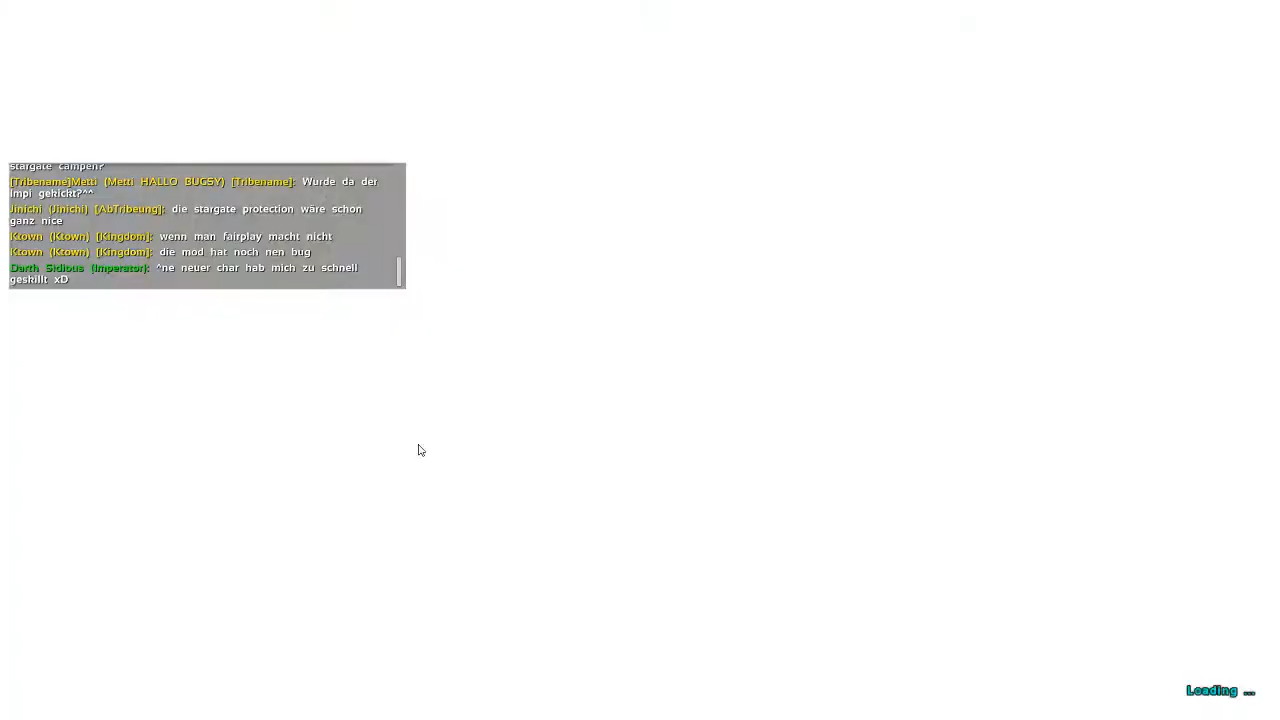 stargate campen?
[Tribename]Metti (Metti HALLO BUGSY) [Tribename]: Wurde da der
Impi gekickt?^^
Jinichi (Jinichi) [AbTribeung]: die stargate protection wäre schon
ganz nice
Ktown (Ktown) [Kingdom]: wenn man fairplay macht nicht
Ktown (Ktown) [Kingdom]: die mod hat noch nen bug
Darth Sidious (Imperator): ^ne neuer char hab mich zu schnell
geskillt xD
Loading ...